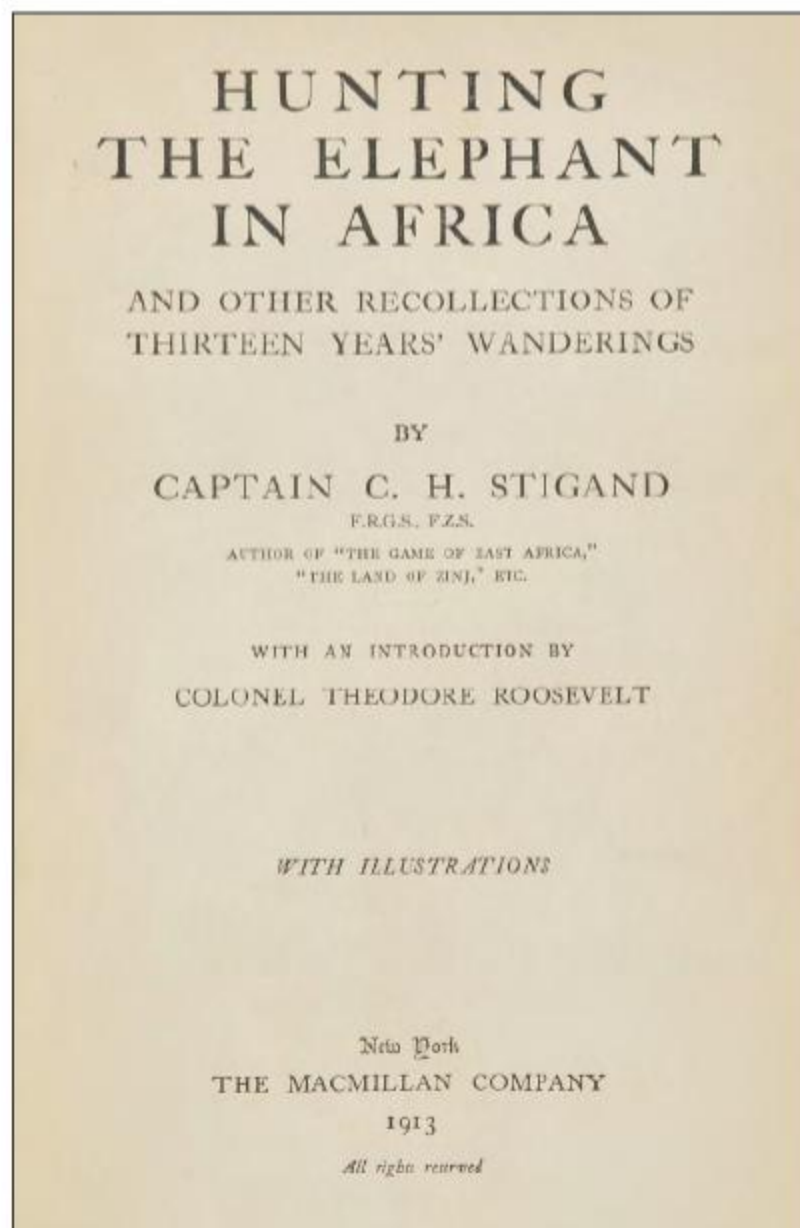 HUNTING
THE ELEPHANT
IN AFRICA
AND OTHER RECOLLECTIONS OF
THIRTEEN YEARS' WANDERINGS
BY
CAPTAIN C. H. STIGAND
F.R.G.S., F.Z.S.
AUTHOR OF "THE GAME OF EAST AFRICA,"
"THE LAND OF ZINJ," ETC.
WITH AN INTRODUCTION BY
COLONEL THEODORE ROOSEVELT
WITH ILLUSTRATIONS
New York
THE MACMILLAN COMPANY
1913
All rights reserved